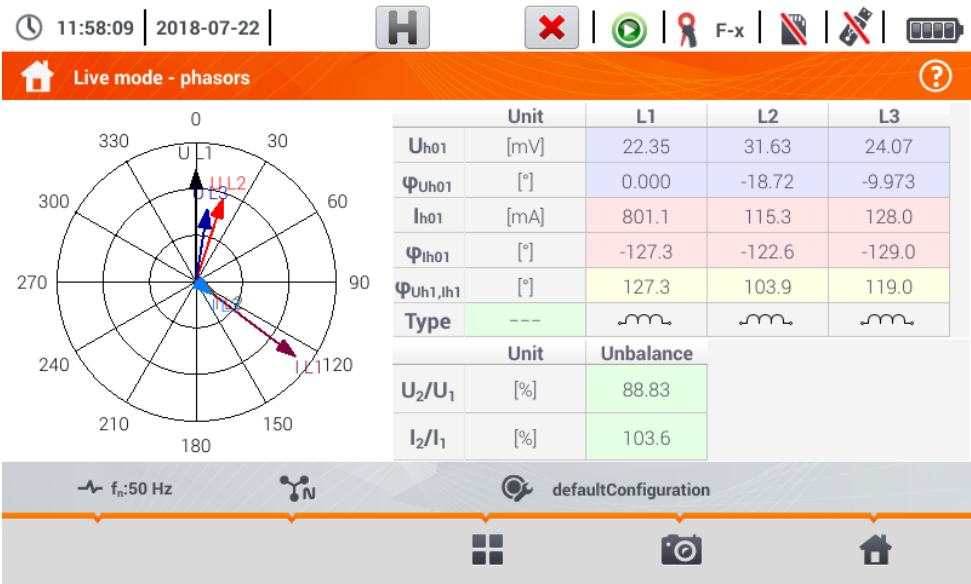 11:58:09 2018-07-22 H F-x
Live mode - phasors ?
0
330 30
U L1
U L2
U L3
300 60
270 90
I L2
240 I L1 120
210 150
180
Unit L1 L2 L3
Uh01 [mV] 22.35 31.63 24.07
φUh01 [°] 0.000 -18.72 -9.973
Ih01 [mA] 801.1 115.3 128.0
φIh01 [°] -127.3 -122.6 -129.0
φUh1,Ih1 [°] 127.3 103.9 119.0
Type ---
Unit Unbalance
U₂/U₁ [%] 88.83
I₂/I₁ [%] 103.6
fn:50 Hz N defaultConfiguration